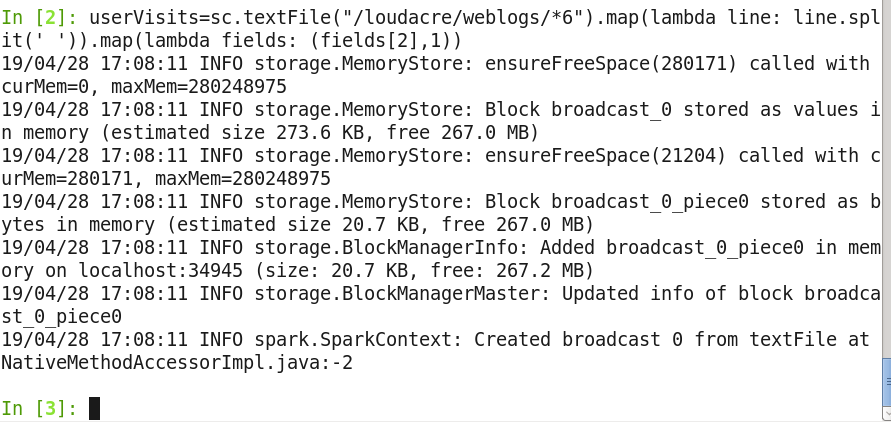 In [2]: userVisits=sc.textFile("/loudacre/weblogs/*6").map(lambda line: line.spl
it(' ')).map(lambda fields: (fields[2],1))
19/04/28 17:08:11 INFO storage.MemoryStore: ensureFreeSpace(280171) called with
curMem=0, maxMem=280248975
19/04/28 17:08:11 INFO storage.MemoryStore: Block broadcast_0 stored as values i
n memory (estimated size 273.6 KB, free 267.0 MB)
19/04/28 17:08:11 INFO storage.MemoryStore: ensureFreeSpace(21204) called with c
urMem=280171, maxMem=280248975
19/04/28 17:08:11 INFO storage.MemoryStore: Block broadcast_0_piece0 stored as b
ytes in memory (estimated size 20.7 KB, free 267.0 MB)
19/04/28 17:08:11 INFO storage.BlockManagerInfo: Added broadcast_0_piece0 in mem
ory on localhost:34945 (size: 20.7 KB, free: 267.2 MB)
19/04/28 17:08:11 INFO storage.BlockManagerMaster: Updated info of block broadca
st_0_piece0
19/04/28 17:08:11 INFO spark.SparkContext: Created broadcast 0 from textFile at
NativeMethodAccessorImpl.java:-2
In [3]: